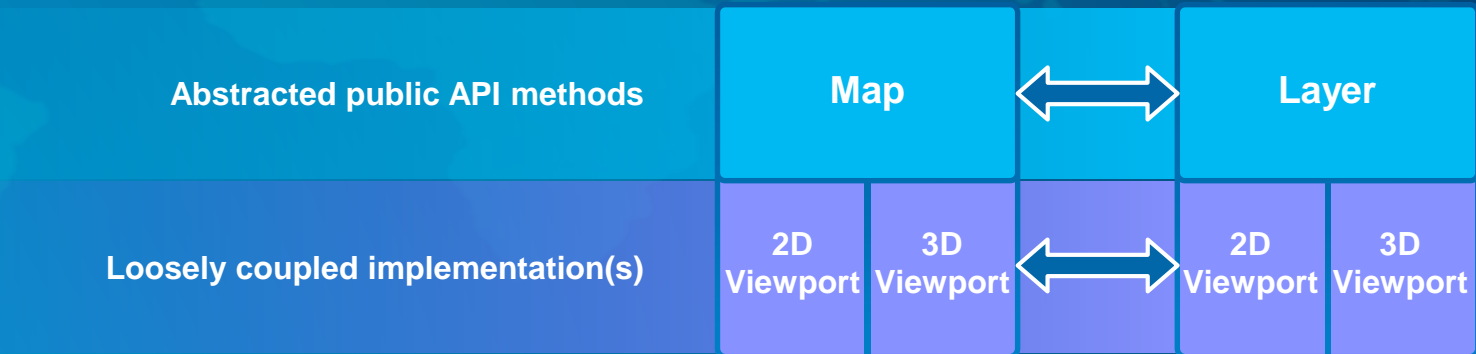 Abstracted public API methods
Map
Layer
Loosely coupled implementation(s)
2D
Viewport
3D
Viewport
2D
Viewport
3D
Viewport